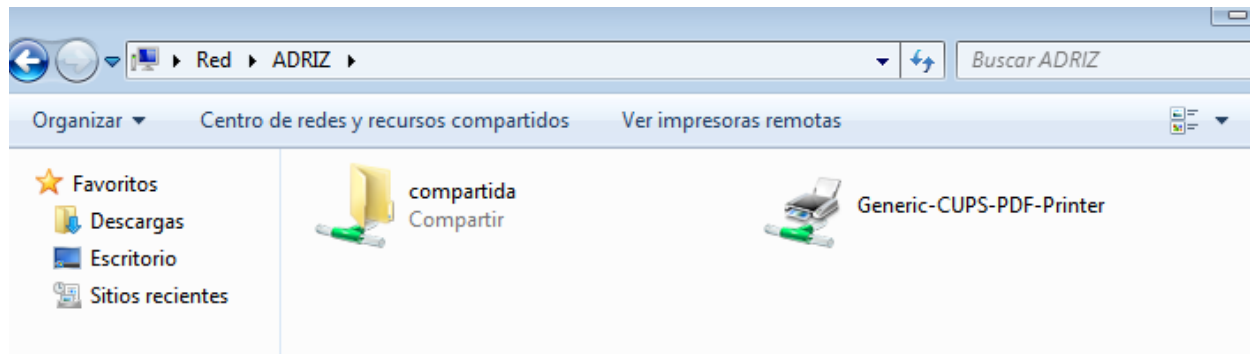 Red ▸ ADRIZ ▸
Buscar ADRIZ
Organizar ▾ Centro de redes y recursos compartidos Ver impresoras remotas
Favoritos
Descargas
Escritorio
Sitios recientes
compartida
Compartir
Generic-CUPS-PDF-Printer